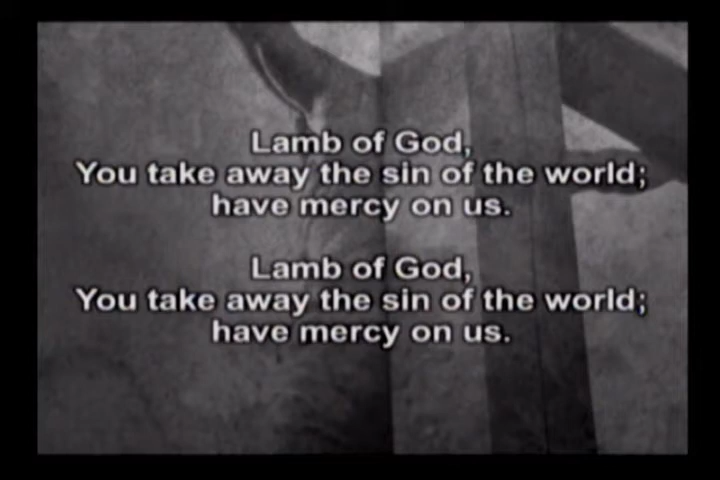 Lamb of God,
You take away the sin of the world;
have mercy on us.
Lamb of God,
You take away the sin of the world;
have mercy on us.